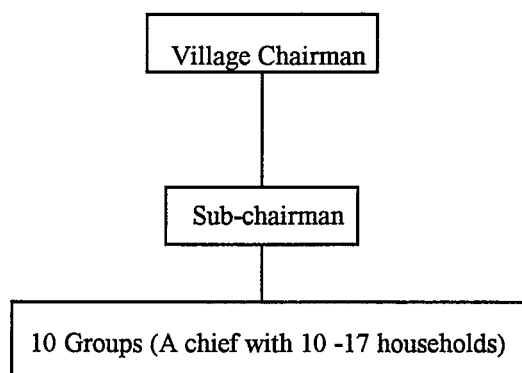 Village Chairman
Sub-chairman
10 Groups (A chief with 10 -17 households)